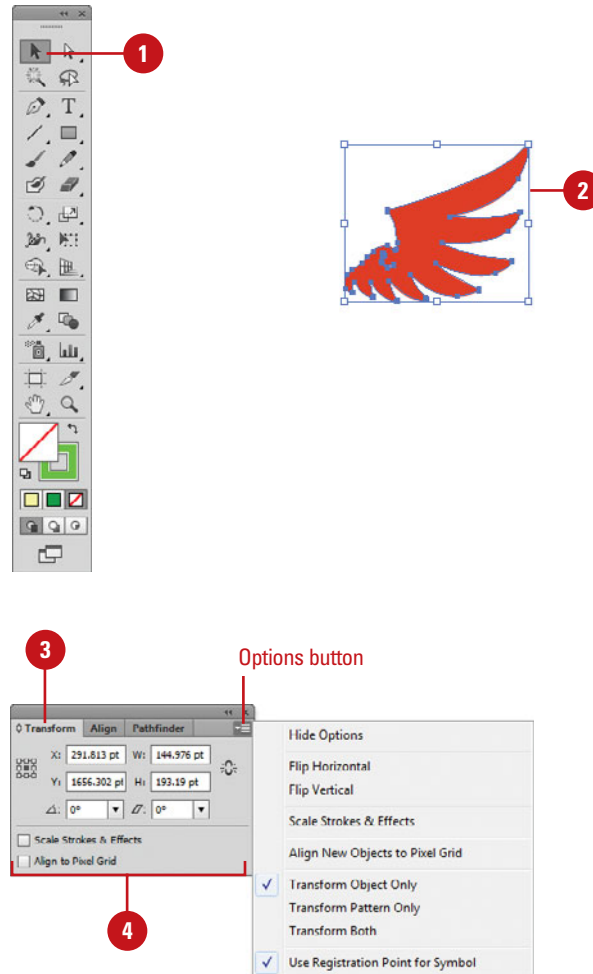 1
2
3
Options button
Transform Align Pathfinder
X: 291.813 pt W: 144.976 pt
Y: 1656.302 pt H: 193.19 pt
0° 0°
Scale Strokes & Effects
Align to Pixel Grid
4
Hide Options
Flip Horizontal
Flip Vertical
Scale Strokes & Effects
Align New Objects to Pixel Grid
Transform Object Only
Transform Pattern Only
Transform Both
Use Registration Point for Symbol